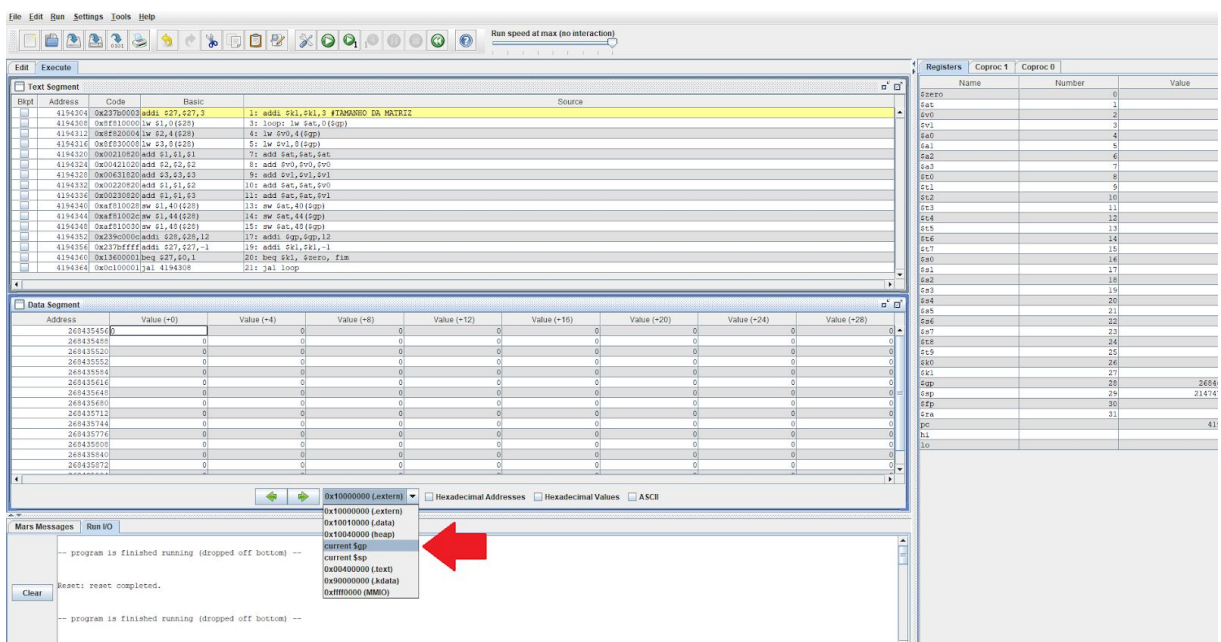 File Edit Run Settings Tools Help
Run speed at max (no interaction)
Edit Execute
Text Segment
Bkpt Address Code Basic Source
4194304 0x237b0003 addi $27,$27,3 1: addi $k1,$k1,3 #TAMANHO DA MATRIZ
4194308 0x8f810000 lw $1,0($28) 3: loop: lw $at,0($gp)
4194312 0x8f820004 lw $2,4($28) 4: lw $v0,4($gp)
4194316 0x8f830008 lw $3,8($28) 5: lw $v1,8($gp)
4194320 0x00210820 add $1,$1,$1 7: add $at,$at,$at
4194324 0x00421020 add $2,$2,$2 8: add $v0,$v0,$v0
4194328 0x00631820 add $3,$3,$3 9: add $v1,$v1,$v1
4194332 0x00220820 add $1,$1,$2 10: add $at,$at,$v0
4194336 0x00230820 add $1,$1,$3 11: add $at,$at,$v1
4194340 0xaf810028 sw $1,40($28) 13: sw $at,40($gp)
4194344 0xaf81002c sw $1,44($28) 14: sw $at,44($gp)
4194348 0xaf810030 sw $1,48($28) 15: sw $at,48($gp)
4194352 0x239c000c addi $28,$28,12 17: addi $gp,$gp,12
4194356 0x237bffff addi $27,$27,-1 19: addi $k1,$k1,-1
4194360 0x13600001 beq $27,$0,1 20: beq $k1, $zero, fim
4194364 0x0c100001 jal 4194308 21: jal loop
Data Segment
Address Value (+0) Value (+4) Value (+8) Value (+12) Value (+16) Value (+20) Value (+24) Value (+28)
268435456 0 0 0 0 0 0 0 0
268435488 0 0 0 0 0 0 0 0
268435520 0 0 0 0 0 0 0 0
268435552 0 0 0 0 0 0 0 0
268435584 0 0 0 0 0 0 0 0
268435616 0 0 0 0 0 0 0 0
268435648 0 0 0 0 0 0 0 0
268435680 0 0 0 0 0 0 0 0
268435712 0 0 0 0 0 0 0 0
268435744 0 0 0 0 0 0 0 0
268435776 0 0 0 0 0 0 0 0
268435808 0 0 0 0 0 0 0 0
268435840 0 0 0 0 0 0 0 0
268435872 0 0 0 0 0 0 0 0
0x10000000 (.extern) Hexadecimal Addresses Hexadecimal Values ASCII
0x10000000 (.extern)
0x10010000 (.data)
0x10040000 (heap)
current $gp
current $sp
0x00400000 (.text)
0x90000000 (.kdata)
0xffff0000 (MMIO)
Mars Messages Run I/O
-- program is finished running (dropped off bottom) --
Reset: reset completed.
Clear
-- program is finished running (dropped off bottom) --
Registers Coproc 1 Coproc 0
Name Number Value
$zero 0
$at 1
$v0 2
$v1 3
$a0 4
$a1 5
$a2 6
$a3 7
$t0 8
$t1 9
$t2 10
$t3 11
$t4 12
$t5 13
$t6 14
$t7 15
$s0 16
$s1 17
$s2 18
$s3 19
$s4 20
$s5 21
$s6 22
$s7 23
$t8 24
$t9 25
$k0 26
$k1 27
$gp 28 2684
$sp 29 21474
$fp 30
$ra 31
pc 419
hi
lo